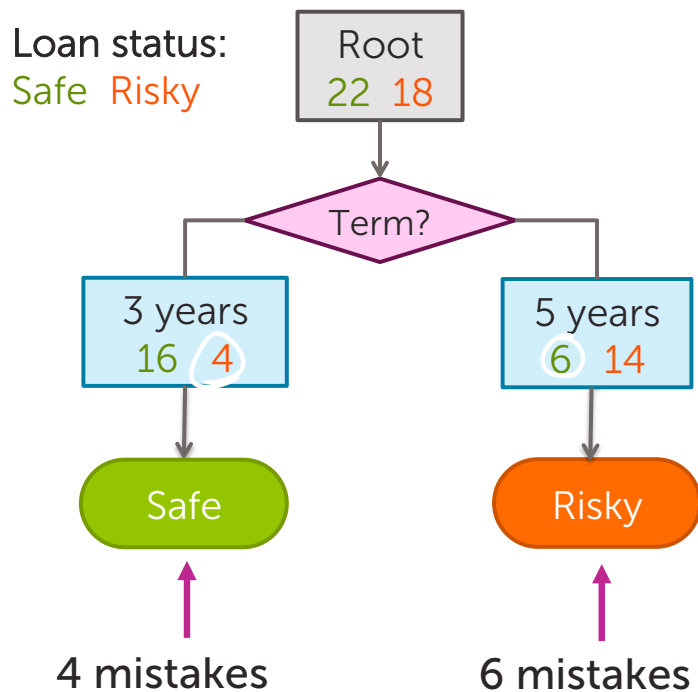 Loan status:
Safe Risky
Root
22 18
Term?
3 years
16 4
5 years
6 14
Safe
Risky
4 mistakes
6 mistakes